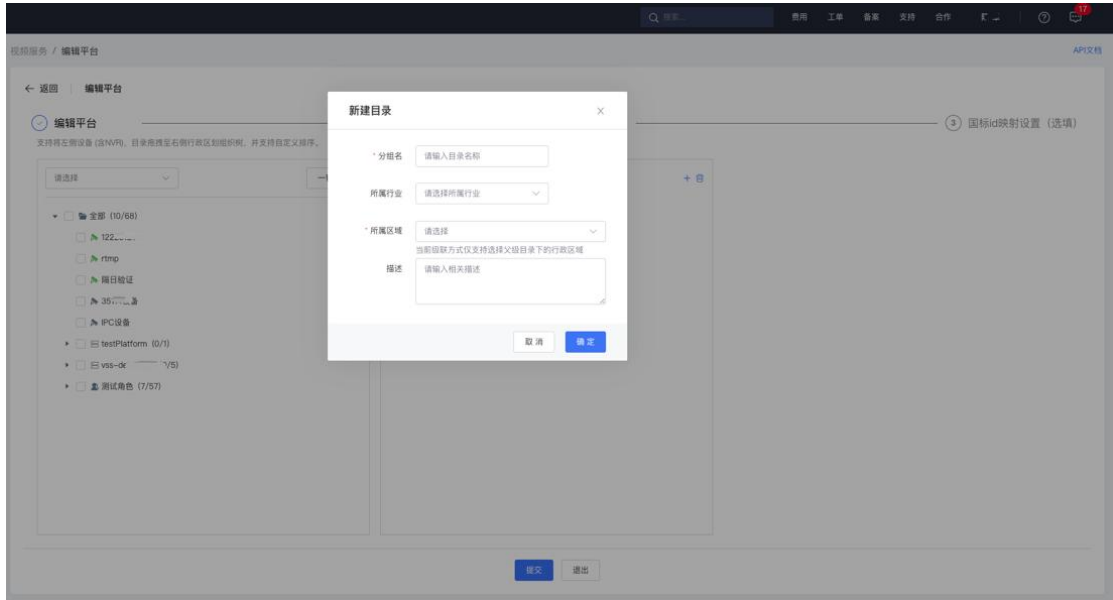 搜索...
费用 工单 备案 支持 合作
17
视频服务 / 编辑平台
API文档
← 返回 | 编辑平台
编辑平台
3 国标id映射设置（选填）
支持将左侧设备 (含NVR)，目录拖拽至右侧行政区划组织树，并支持自定义排序。
请选择
一
全部 (10/68)
rtmp
隔日验证
IPC设备
testPlatform (0/1)
测试角色 (7/57)
新建目录
* 分组名 请输入目录名称
所属行业 请选择所属行业
* 所属区域 请选择
当前级联方式仅支持选择父级目录下的行政区域
描述 请输入相关描述
取 消 确 定
提交 退出